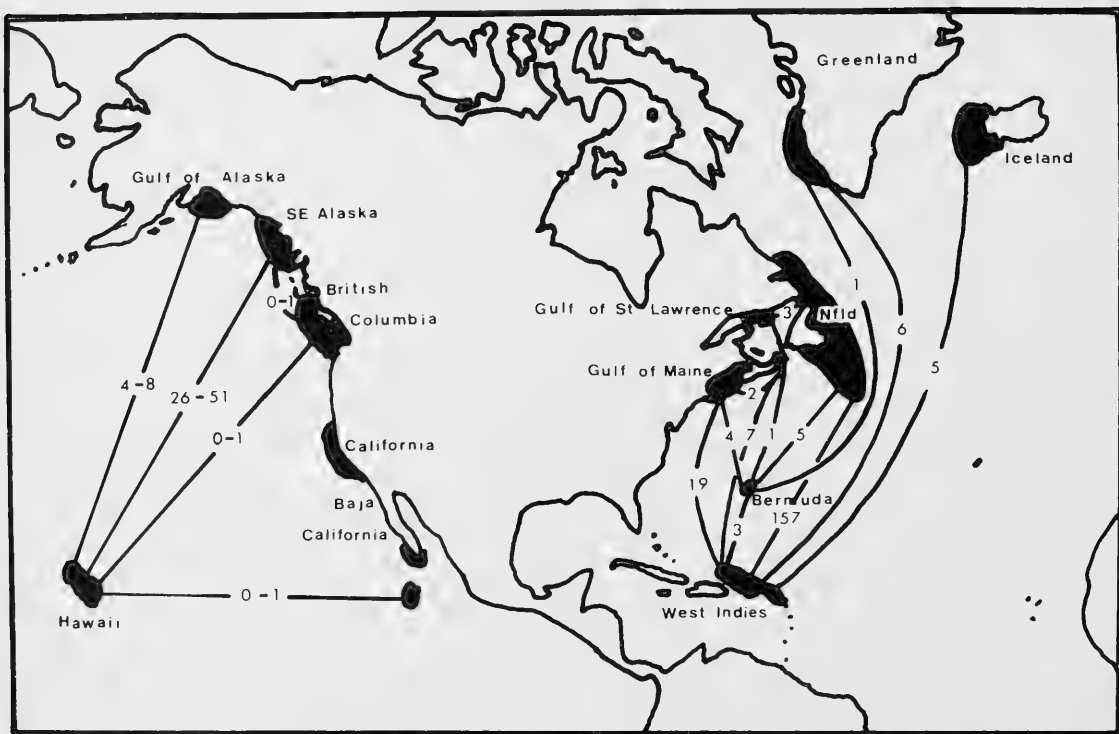 Greenland
Iceland
Gulf of Alaska
SE Alaska
0-1
British
Columbia
Gulf of St Lawrence
3
Nfld
1
6
5
Gulf of Maine
2
4-8
26-51
0-1
4
7
1
5
California
19
Bermuda
Baja
157
California
3
0-1
West Indies
Hawaii